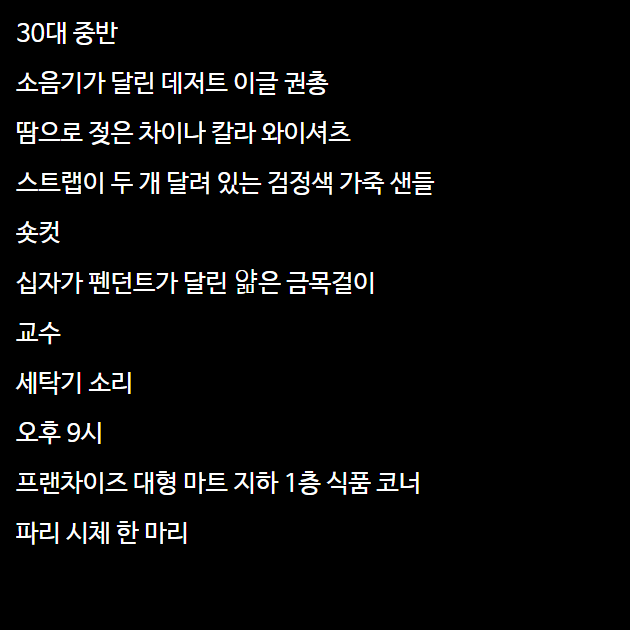 30대 중반
소음기가 달린 데저트 이글 권총
땀으로 젖은 차이나 칼라 와이셔츠
스트랩이 두 개 달려 있는 검정색 가죽 샌들
숏컷
십자가 펜던트가 달린 얇은 금목걸이
교수
세탁기 소리
오후 9시
프랜차이즈 대형 마트 지하 1층 식품 코너
파리 시체 한 마리